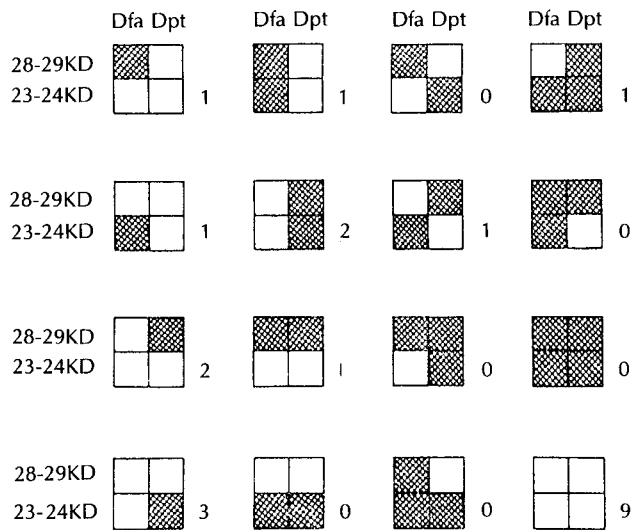 Dfa Dpt Dfa Dpt Dfa Dpt Dfa Dpt
28-29KD
23-24KD 1 1 0 1
28-29KD
23-24KD 1 2 1 0
28-29KD
23-24KD 2 1 0 0
28-29KD
23-24KD 3 0 0 9